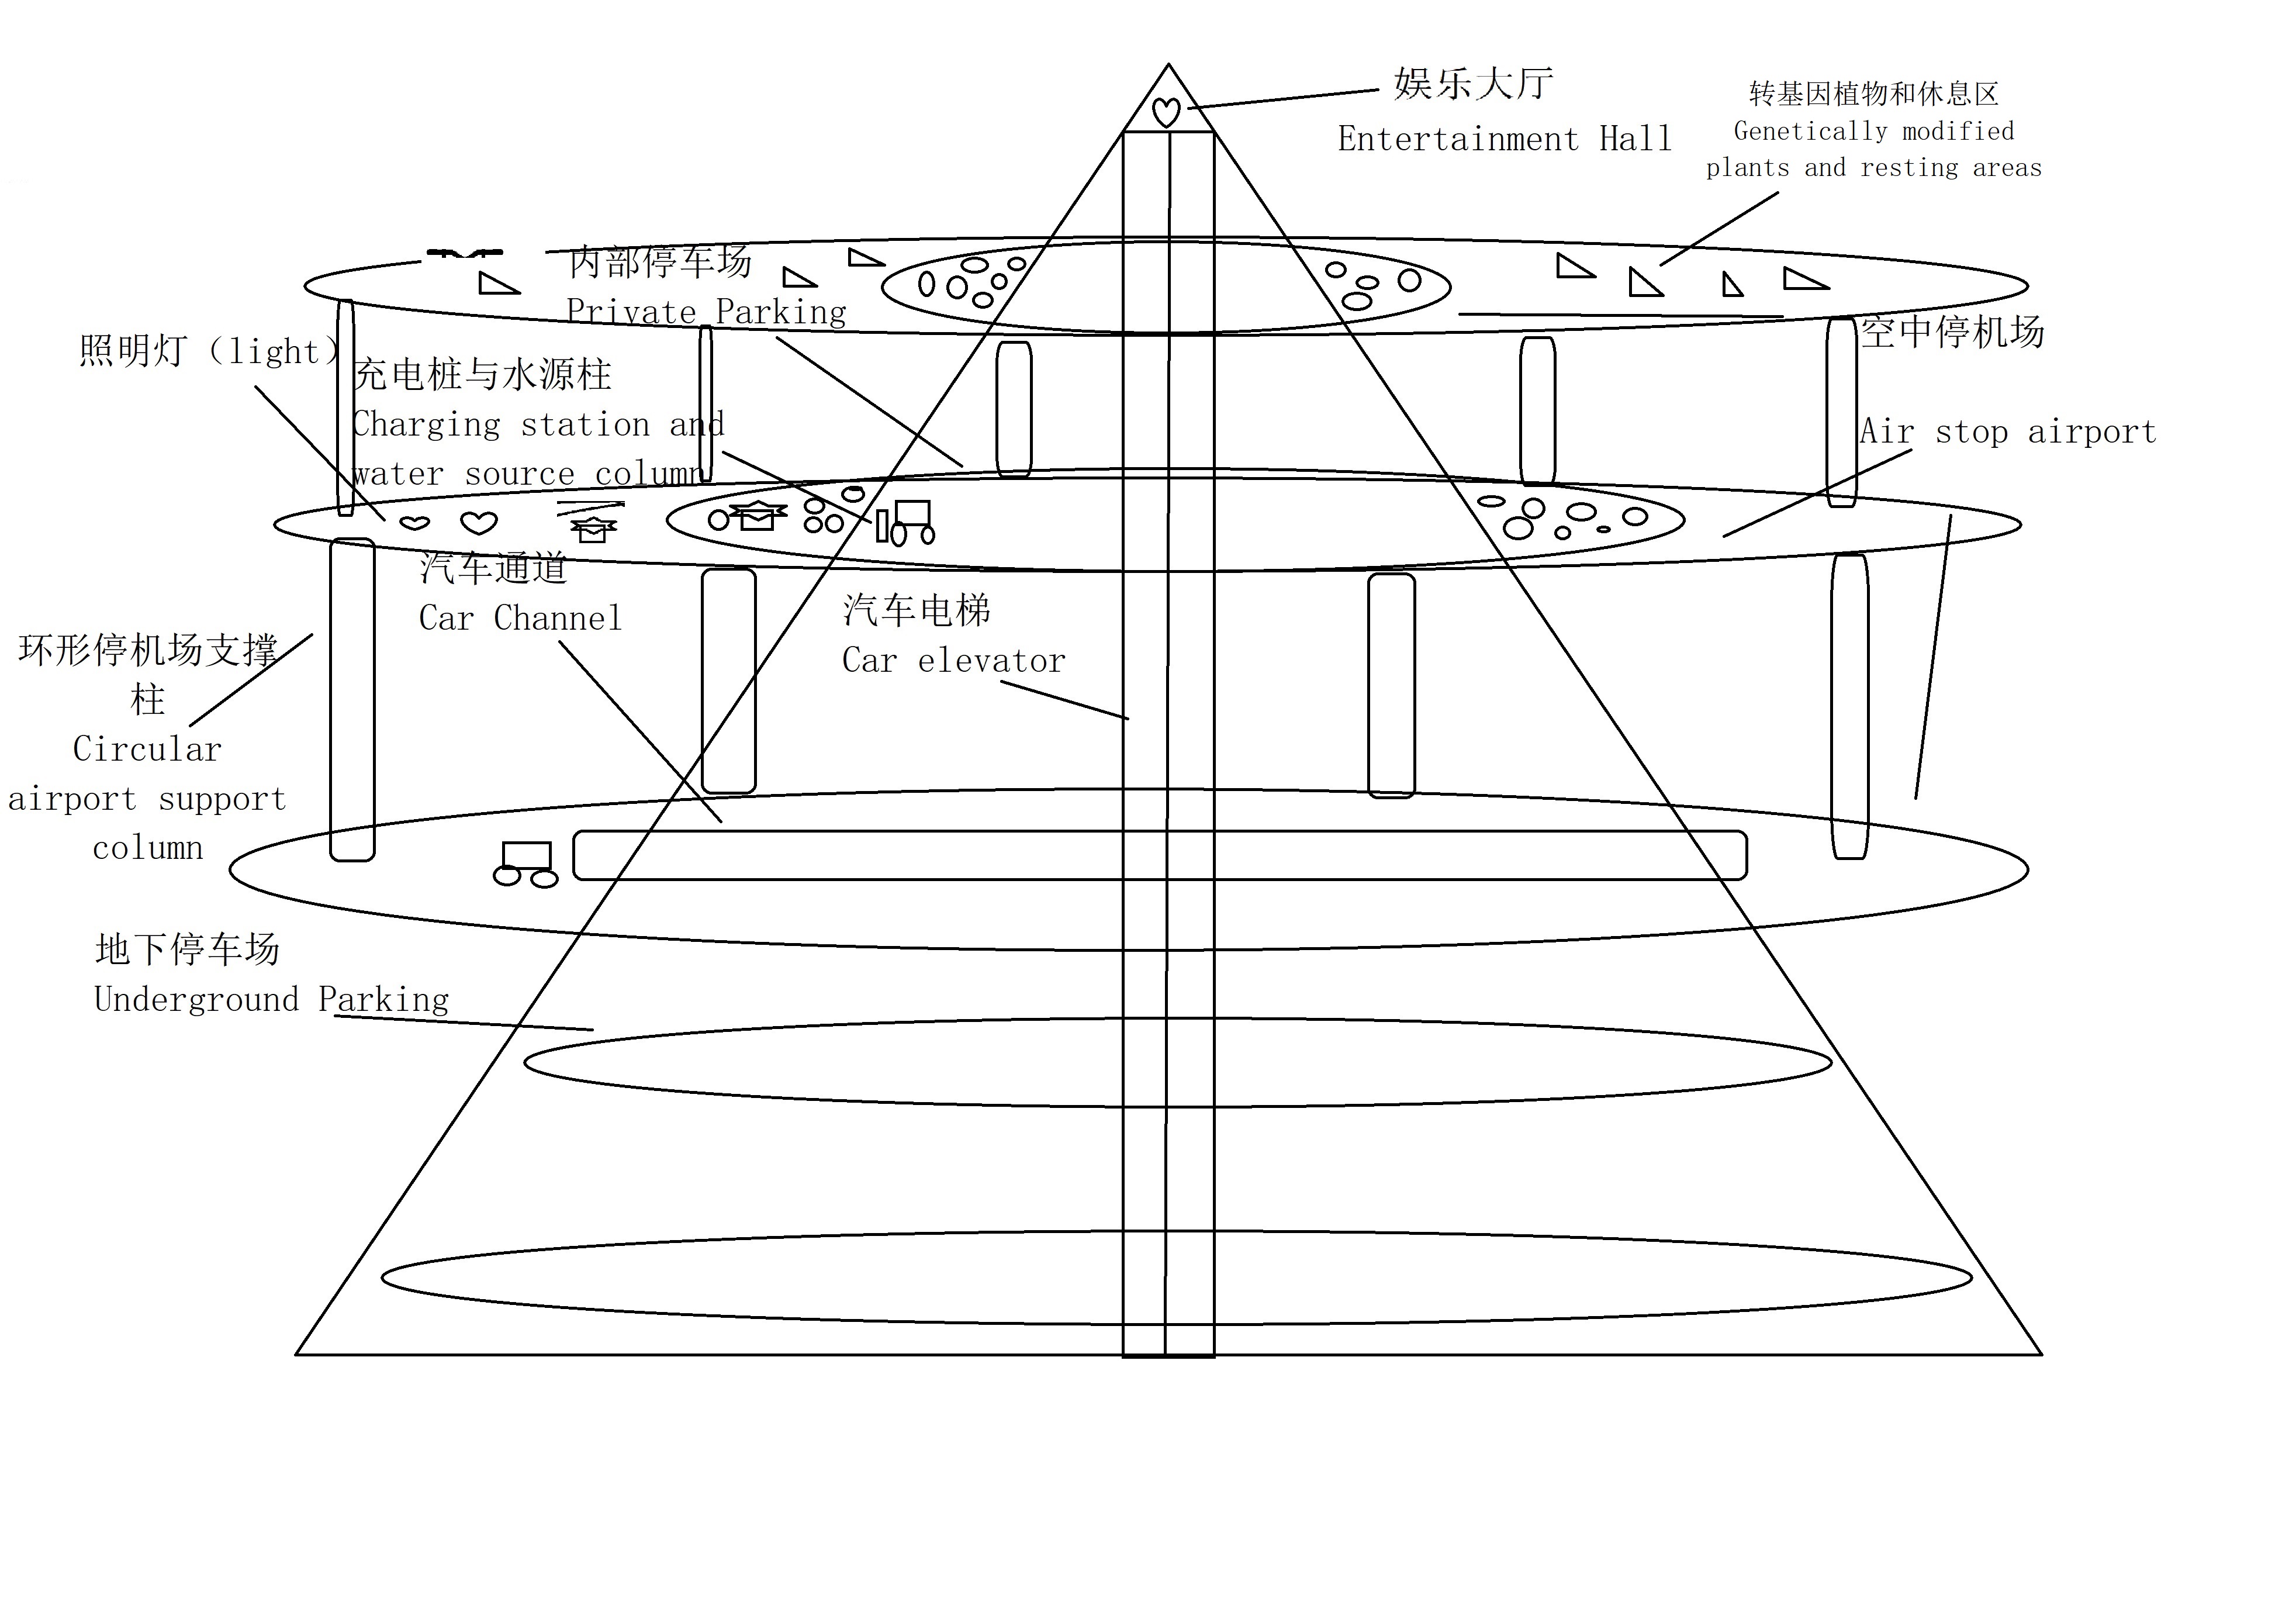 娱乐大厅
Entertainment Hall
转基因植物和休息区
Genetically modified
plants and resting areas
内部停车场
Private Parking
照明灯（light）
充电桩与水源柱
Charging station and
water source column
空中停机场
Air stop airport
汽车通道
Car Channel
汽车电梯
Car elevator
环形停机场支撑
柱
Circular
airport support
column
地下停车场
Underground Parking